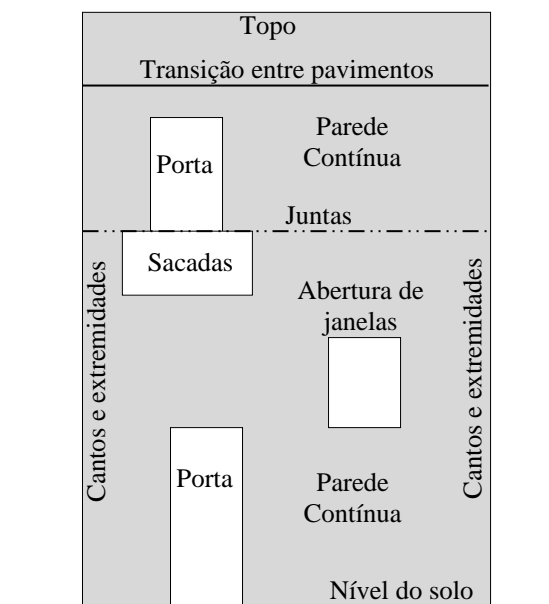 Topo
Transição entre pavimentos
Parede
Contínua
Porta
Juntas
Sacadas
Cantos e extremidades
Abertura de
janelas
Cantos e extremidades
Porta
Parede
Contínua
Nível do solo